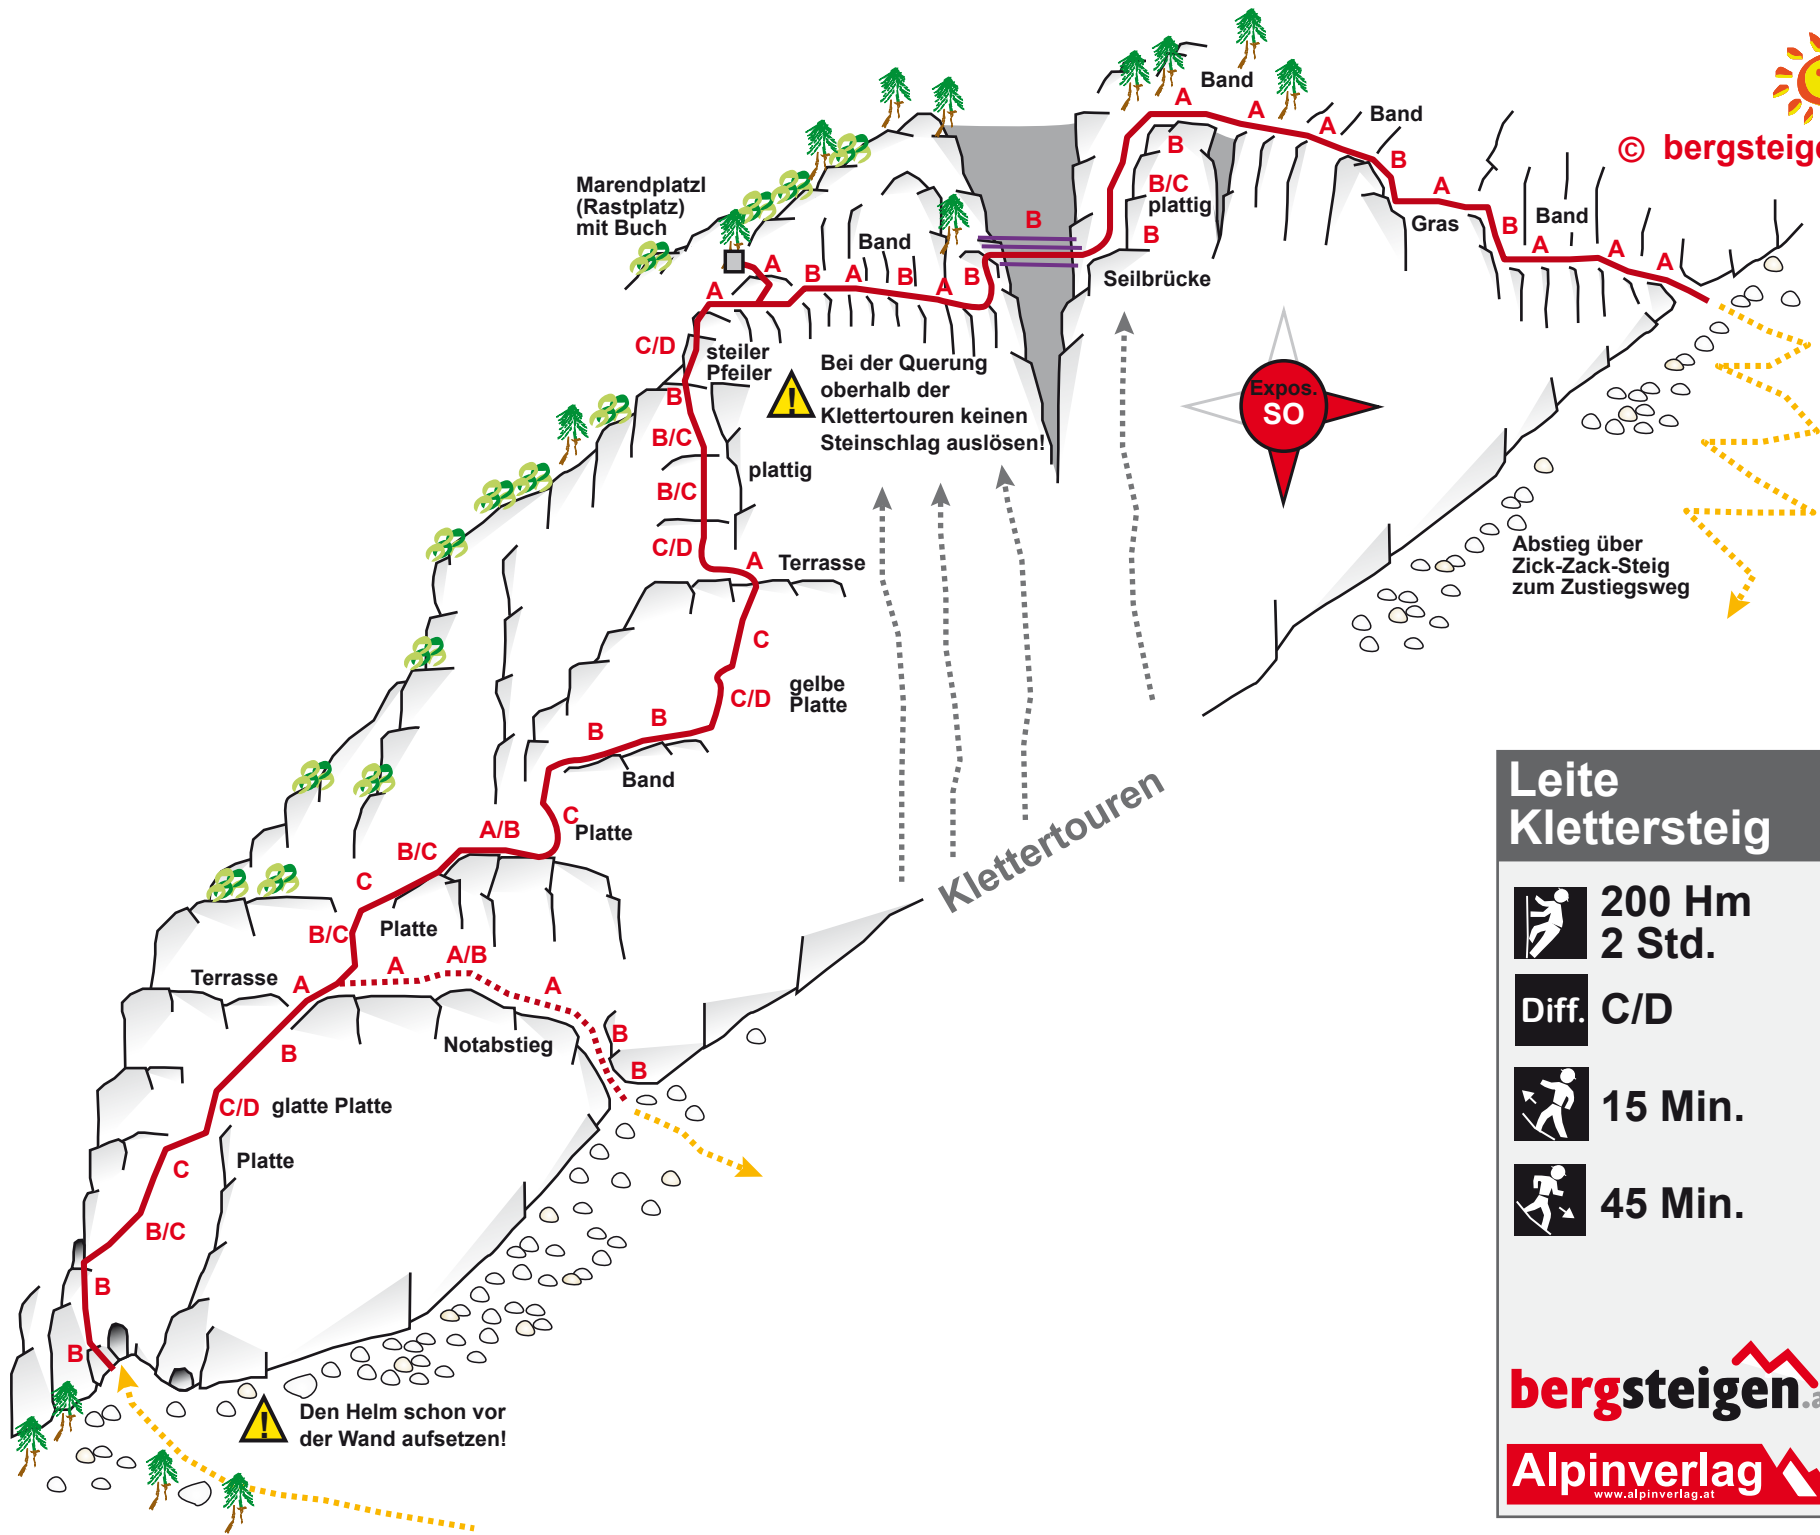 Band
A
A
A
Band
B
© bergsteige
B
B/C
plattig
B
A
Gras
B
Band
A
A
A
Marendplatzl
(Rastplatz)
mit Buch
A
A
B
A
Band
B
A
B
B
Seilbrücke
C/D
steiler
Pfeiler
Bei der Querung
oberhalb der
Klettertouren keinen
Steinschlag auslösen!
Expos.
SO
B
B/C
plattig
B/C
C/D
A
Terrasse
Abstieg über
Zick-Zack-Steig
zum Zustiegsweg
C
C/D
gelbe
Platte
B
B
Band
C
Platte
A/B
B/C
C
B/C
Platte
Klettertouren
Terrasse
A
A
A/B
A
B
B
Notabstieg
B
C/D
glatte Platte
C
Platte
B/C
B
B
Den Helm schon vor
der Wand aufsetzen!
Leite
Klettersteig
200 Hm
2 Std.
Diff. C/D
15 Min.
45 Min.
bergsteigen.a
Alpinverlag
www.alpinverlag.at